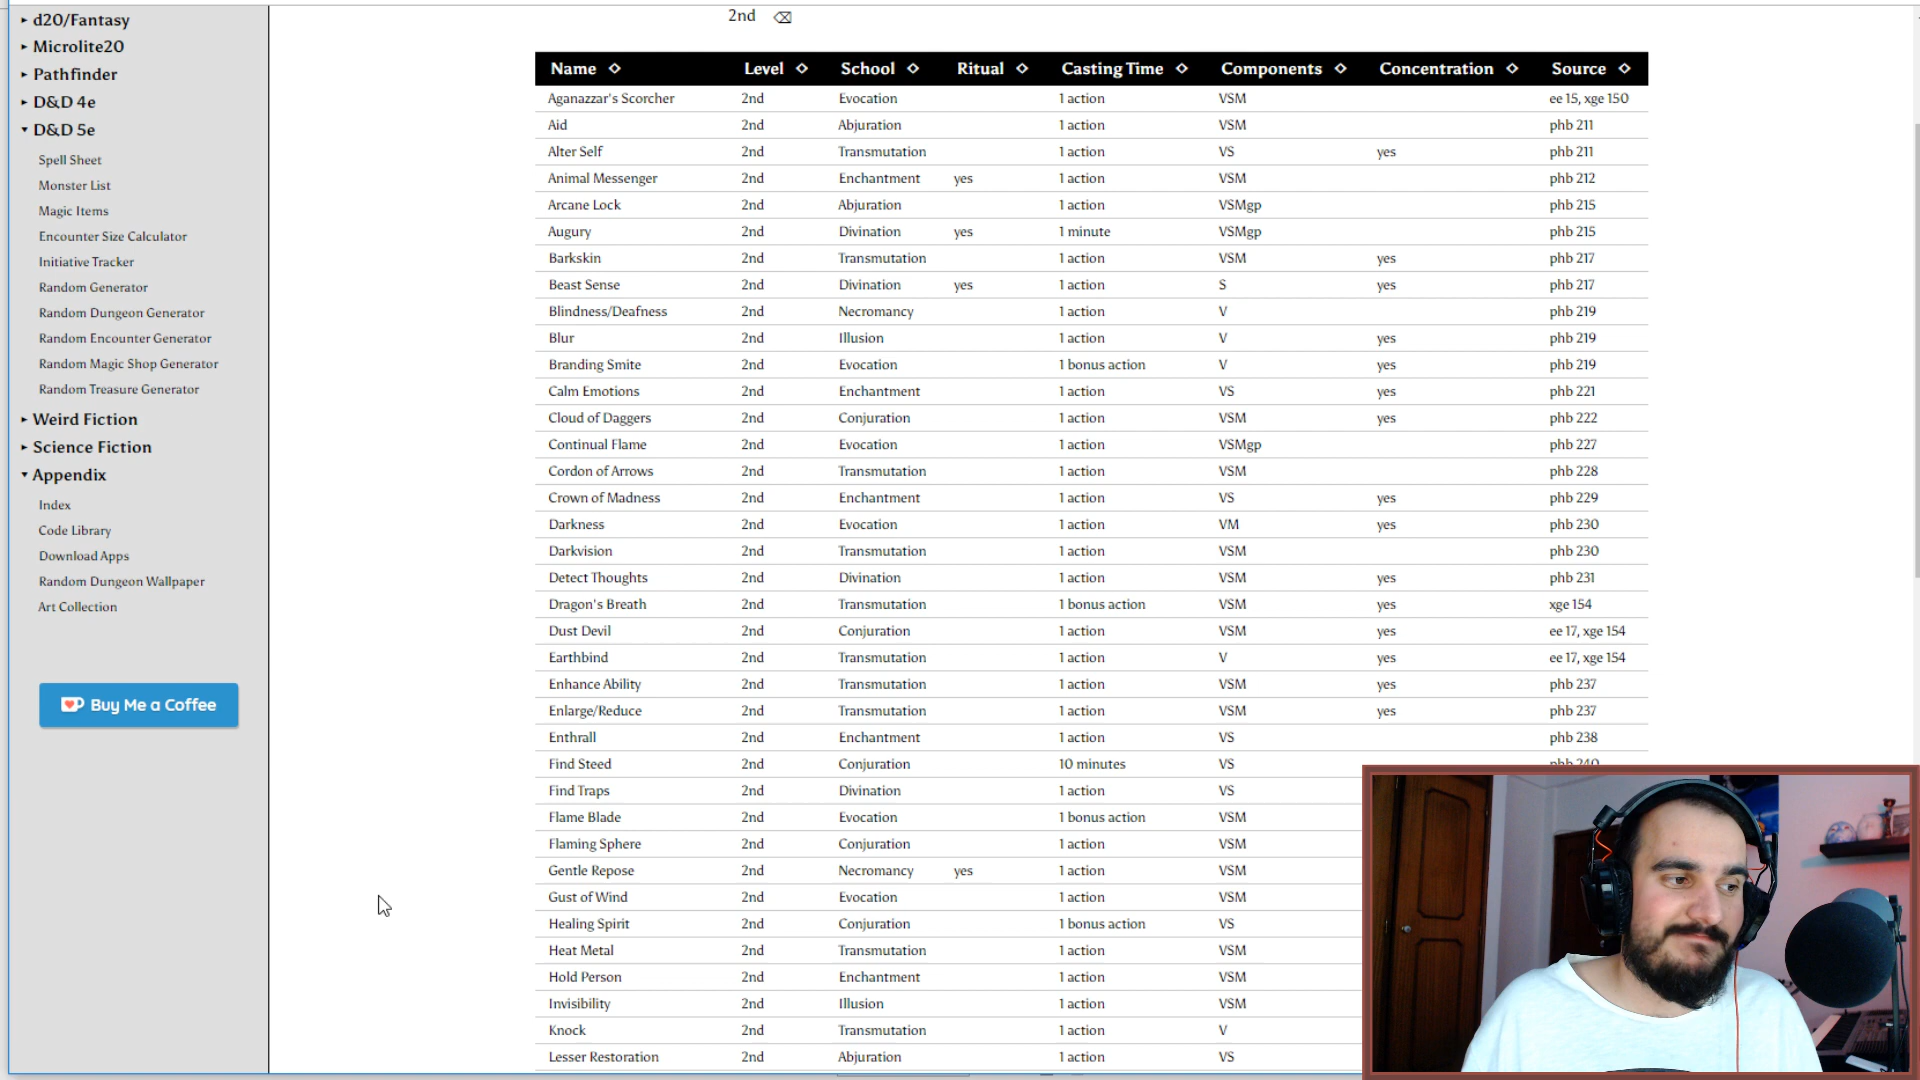 2nd
d20/Fantasy
Microlite20
Pathfinder
D&D 4e
D&D 5e
Spell Sheet
Monster List
Magic Items
Encounter Size Calculator
Initiative Tracker
Random Generator
Random Dungeon Generator
Random Encounter Generator
Random Magic Shop Generator
Random Treasure Generator
Weird Fiction
Science Fiction
Appendix
Index
Code Library
Download Apps
Random Dungeon Wallpaper
Art Collection
Buy Me a Coffee
Name Level School Ritual Casting Time Components Concentration Source
Aganazzar's Scorcher 2nd Evocation 1 action VSM ee 15, xge 150
Aid 2nd Abjuration 1 action VSM phb 211
Alter Self 2nd Transmutation 1 action VS yes phb 211
Animal Messenger 2nd Enchantment yes 1 action VSM phb 212
Arcane Lock 2nd Abjuration 1 action VSMgp phb 215
Augury 2nd Divination yes 1 minute VSMgp phb 215
Barkskin 2nd Transmutation 1 action VSM yes phb 217
Beast Sense 2nd Divination yes 1 action S yes phb 217
Blindness/Deafness 2nd Necromancy 1 action V phb 219
Blur 2nd Illusion 1 action V yes phb 219
Branding Smite 2nd Evocation 1 bonus action V yes phb 219
Calm Emotions 2nd Enchantment 1 action VS yes phb 221
Cloud of Daggers 2nd Conjuration 1 action VSM yes phb 222
Continual Flame 2nd Evocation 1 action VSMgp phb 227
Cordon of Arrows 2nd Transmutation 1 action VSM phb 228
Crown of Madness 2nd Enchantment 1 action VS yes phb 229
Darkness 2nd Evocation 1 action VM yes phb 230
Darkvision 2nd Transmutation 1 action VSM phb 230
Detect Thoughts 2nd Divination 1 action VSM yes phb 231
Dragon's Breath 2nd Transmutation 1 bonus action VSM yes xge 154
Dust Devil 2nd Conjuration 1 action VSM yes ee 17, xge 154
Earthbind 2nd Transmutation 1 action V yes ee 17, xge 154
Enhance Ability 2nd Transmutation 1 action VSM yes phb 237
Enlarge/Reduce 2nd Transmutation 1 action VSM yes phb 237
Enthrall 2nd Enchantment 1 action VS phb 238
Find Steed 2nd Conjuration 10 minutes VS phb 240
Find Traps 2nd Divination 1 action VS
Flame Blade 2nd Evocation 1 bonus action VSM
Flaming Sphere 2nd Conjuration 1 action VSM
Gentle Repose 2nd Necromancy yes 1 action VSM
Gust of Wind 2nd Evocation 1 action VSM
Healing Spirit 2nd Conjuration 1 bonus action VS
Heat Metal 2nd Transmutation 1 action VSM
Hold Person 2nd Enchantment 1 action VSM
Invisibility 2nd Illusion 1 action VSM
Knock 2nd Transmutation 1 action V
Lesser Restoration 2nd Abjuration 1 action VS